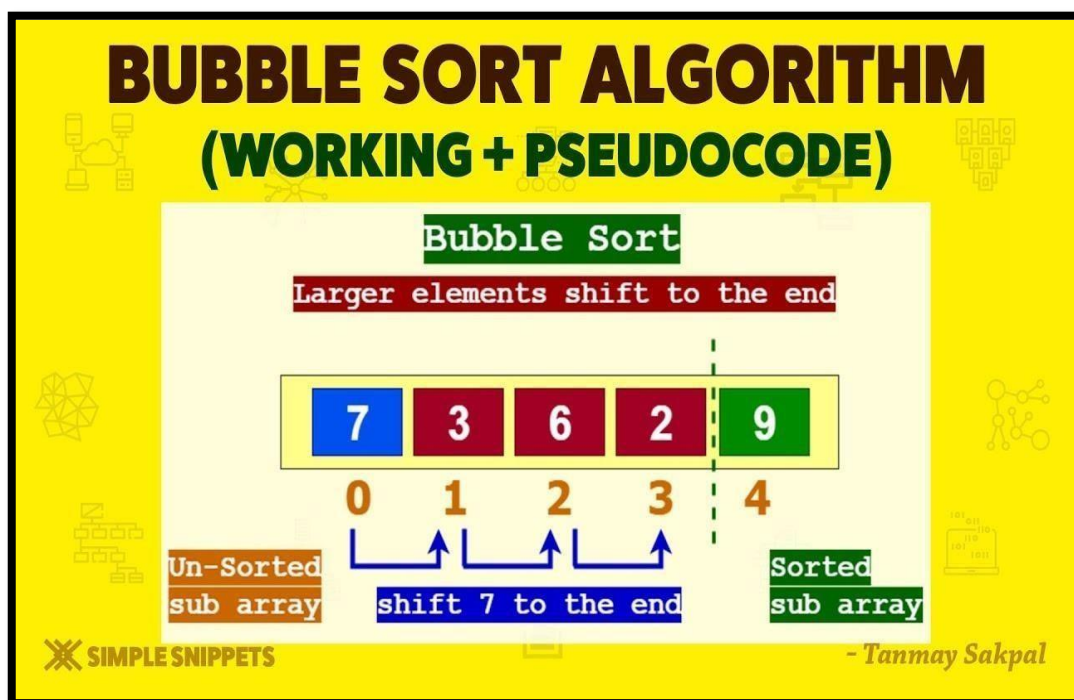 BUBBLE SORT ALGORITHM
(WORKING + PSEUDOCODE)
Bubble Sort
Larger elements shift to the end
7 3 6 2 9
0 1 2 3 4
Un-Sorted
sub array
shift 7 to the end
Sorted
sub array
SIMPLE SNIPPETS
- Tanmay Sakpal